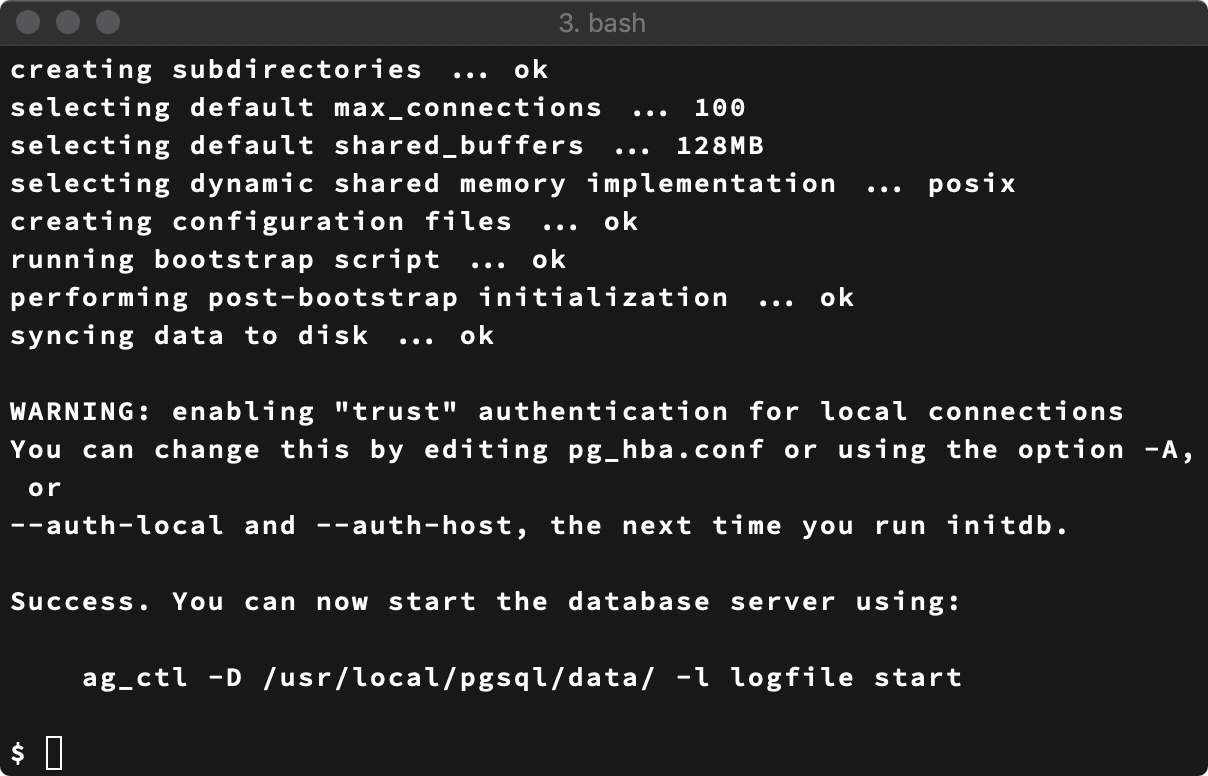 3. bash
creating subdirectories ... ok
selecting default max_connections ... 100
selecting default shared_buffers ... 128MB
selecting dynamic shared memory implementation ... posix
creating configuration files ... ok
running bootstrap script ... ok
performing post-bootstrap initialization ... ok
syncing data to disk ... ok

WARNING: enabling "trust" authentication for local connections
You can change this by editing pg_hba.conf or using the option -A,
 or
--auth-local and --auth-host, the next time you run initdb.

Success. You can now start the database server using:

    ag_ctl -D /usr/local/pgsql/data/ -l logfile start

$